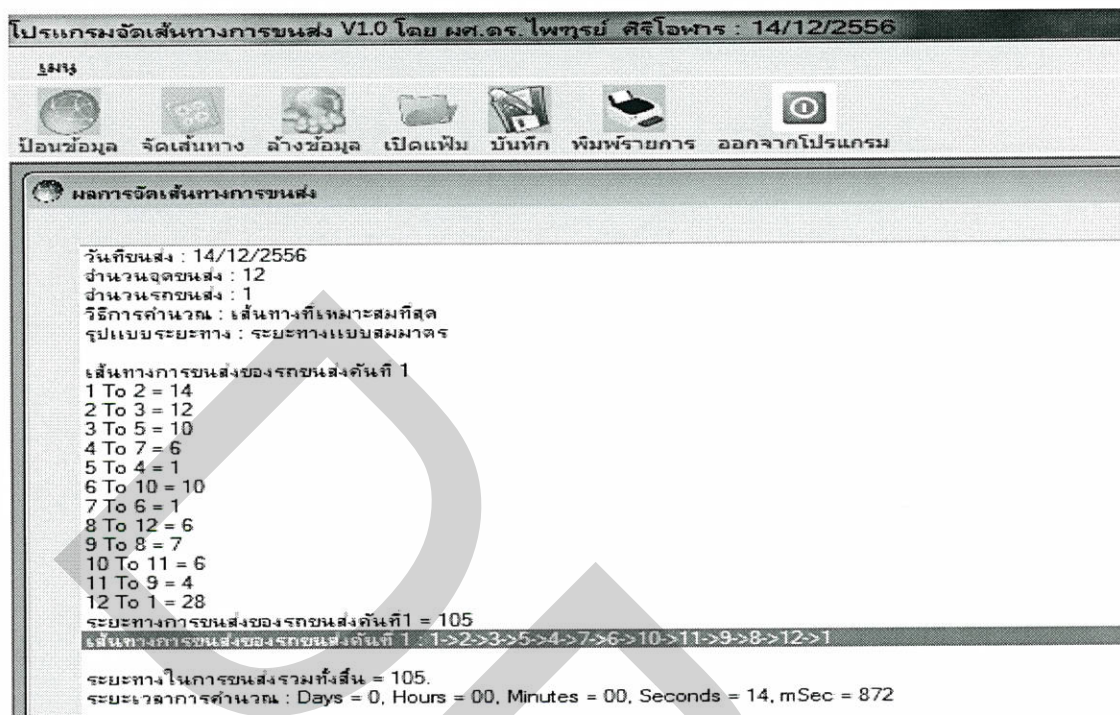 โปรแกรมจัดเส้นทางการขนส่ง V1.0 โดย ผศ.ดร.ไพฑูรย์ ศิริโอฬาร : 14/12/2556
เมนู
ป้อนข้อมูล จัดเส้นทาง ล้างข้อมูล เปิดแฟ้ม บันทึก พิมพ์รายการ ออกจากโปรแกรม
ผลการจัดเส้นทางการขนส่ง
วันที่ขนส่ง : 14/12/2556
จำนวนจุดขนส่ง : 12
จำนวนรถขนส่ง : 1
วิธีการคำนวณ : เส้นทางที่เหมาะสมที่สุด
รูปแบบระยะทาง : ระยะทางแบบสมมาตร
เส้นทางการขนส่งของรถขนส่งคันที่ 1
1 To 2 = 14
2 To 3 = 12
3 To 5 = 10
4 To 7 = 6
5 To 4 = 1
6 To 10 = 10
7 To 6 = 1
8 To 12 = 6
9 To 8 = 7
10 To 11 = 6
11 To 9 = 4
12 To 1 = 28
ระยะทางการขนส่งของรถขนส่งคันที่1 = 105
เส้นทางการขนส่งของรถขนส่งคันที่ 1 : 1->2->3->5->4->7->6->10->11->9->8->12->1
ระยะทางในการขนส่งรวมทั้งสิ้น = 105.
ระยะเวลาการคำนวณ : Days = 0, Hours = 00, Minutes = 00, Seconds = 14, mSec = 872